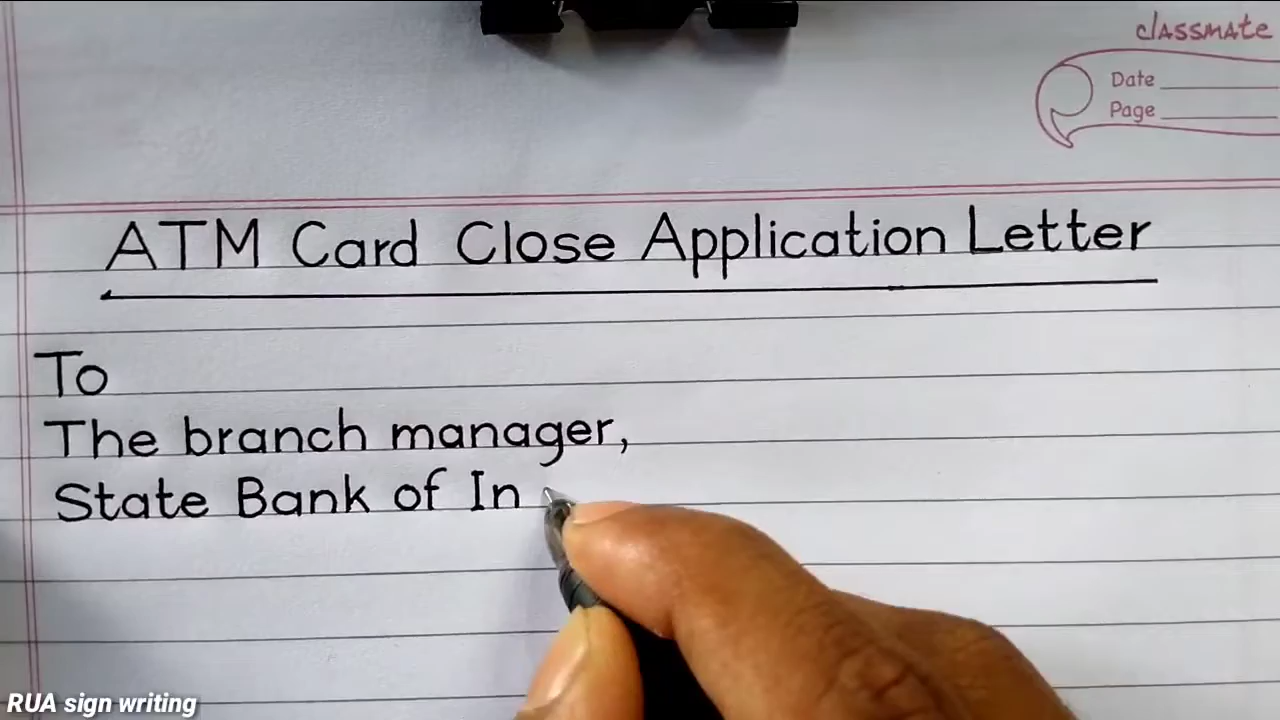 classmate
Date
Page
ATM Card Close Application Letter
To
The branch manager,
State Bank of In
RUA sign writing